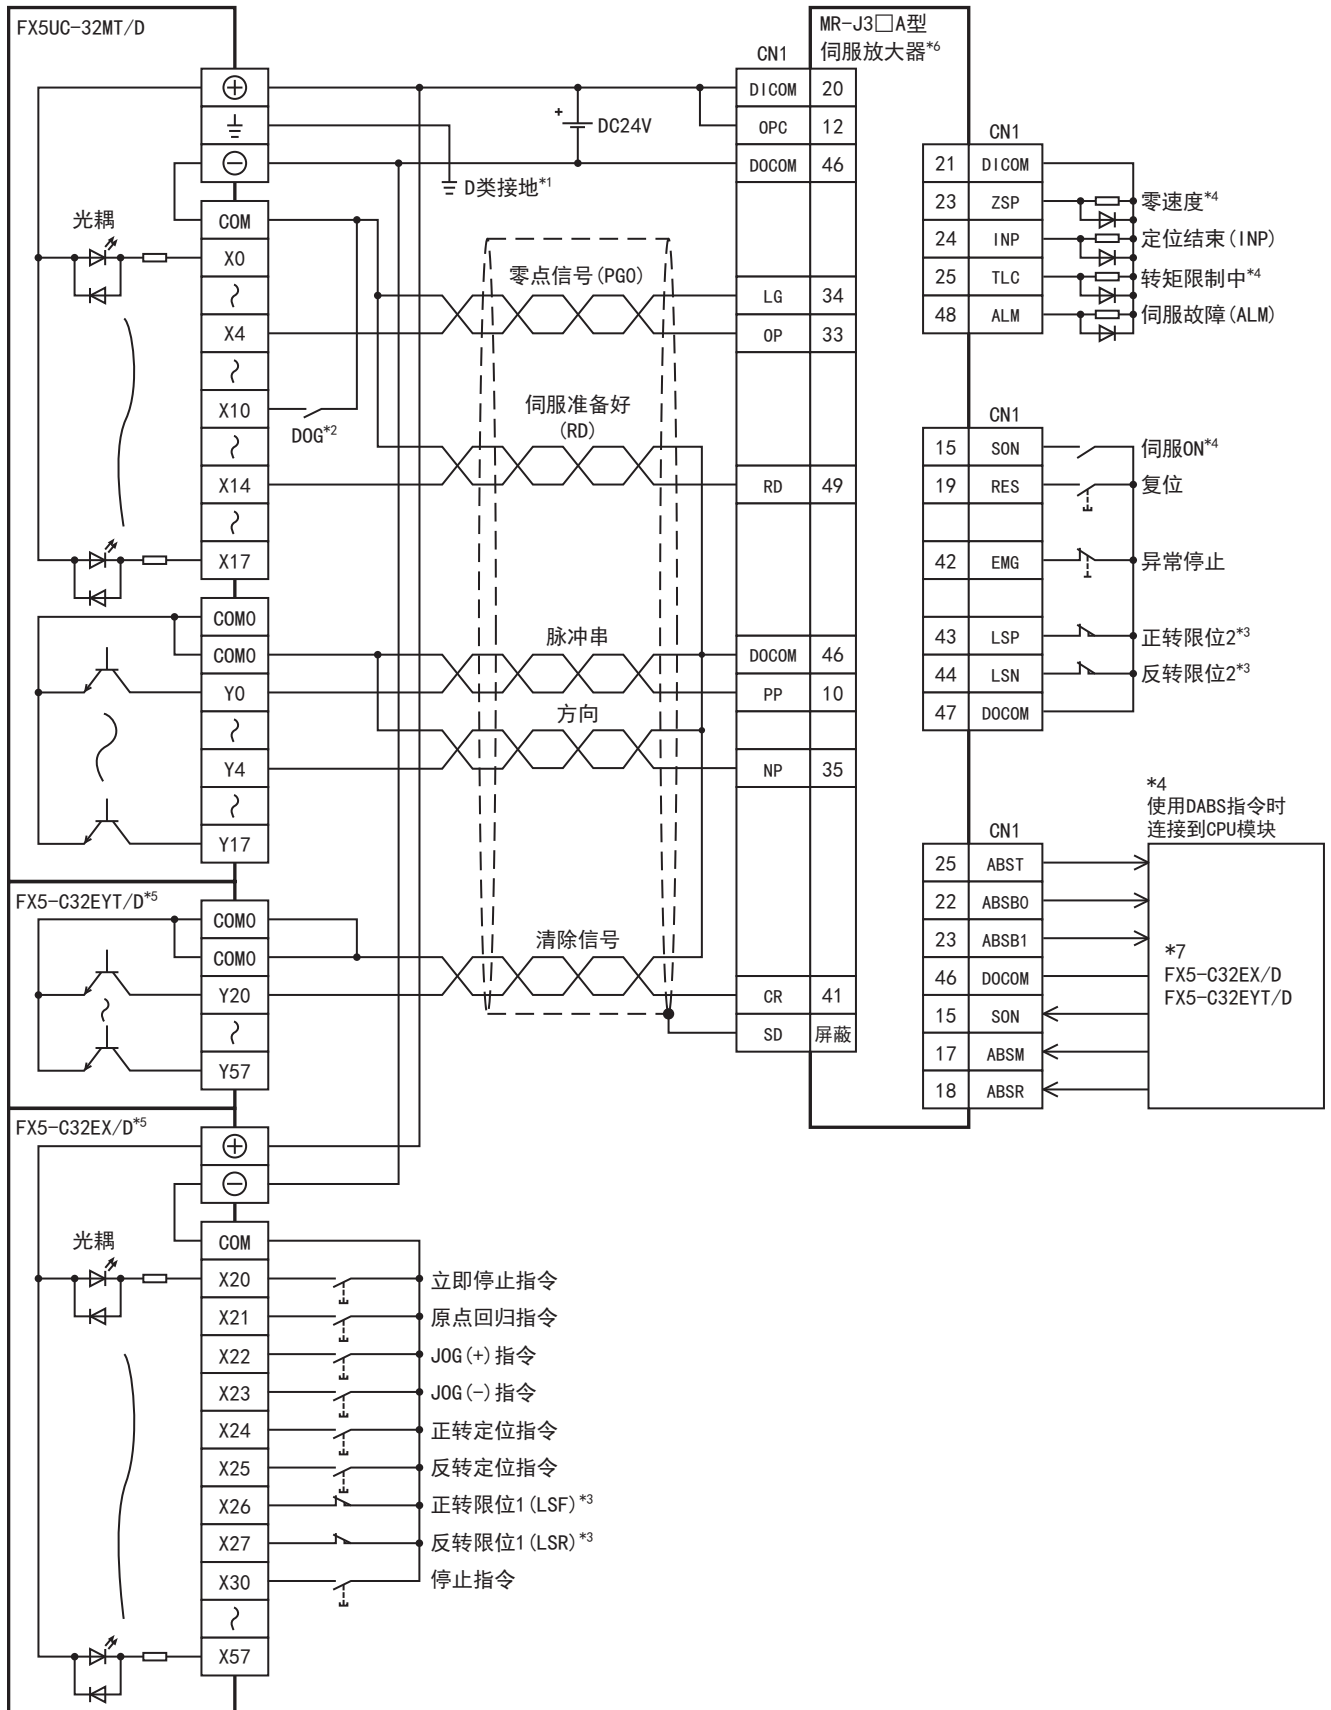 FX5UC-32MT/D
COM
X0
X4
X10
X14
X17
COM0
COM0
Y0
Y4
Y17
光耦
DC24V
D类接地*1
零点信号(PG0)
DOG*2
伺服准备好
(RD)
脉冲串
方向
清除信号
FX5-C32EYT/D*5
COM0
COM0
Y20
Y57
FX5-C32EX/D*5
光耦
COM
X20 立即停止指令
X21 原点回归指令
X22 JOG(+)指令
X23 JOG(-)指令
X24 正转定位指令
X25 反转定位指令
X26 正转限位1(LSF)*3
X27 反转限位1(LSR)*3
X30 停止指令
X57
MR-J3□A型
伺服放大器*6
CN1
DICOM 20
OPC 12
DOCOM 46
LG 34
OP 33
RD 49
DOCOM 46
PP 10
NP 35
CR 41
SD 屏蔽
CN1
21 DICOM
23 ZSP 零速度*4
24 INP 定位结束(INP)
25 TLC 转矩限制中*4
48 ALM 伺服故障(ALM)
CN1
15 SON 伺服ON*4
19 RES 复位
42 EMG 异常停止
43 LSP 正转限位2*3
44 LSN 反转限位2*3
47 DOCOM
*4
使用DABS指令时
连接到CPU模块
CN1
25 ABST
22 ABSB0
23 ABSB1
46 DOCOM
15 SON
17 ABSM
18 ABSR
*7
FX5-C32EX/D
FX5-C32EYT/D